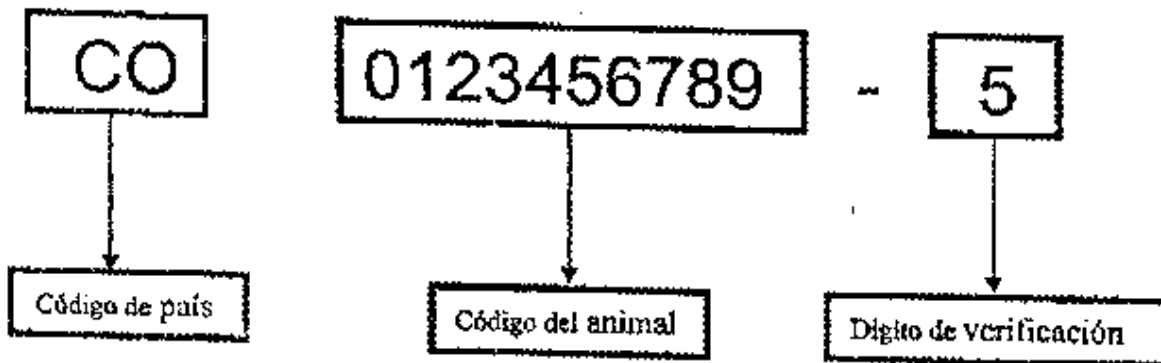 CO 0123456789 - 5
Código de país Código del animal Dígito de verificación